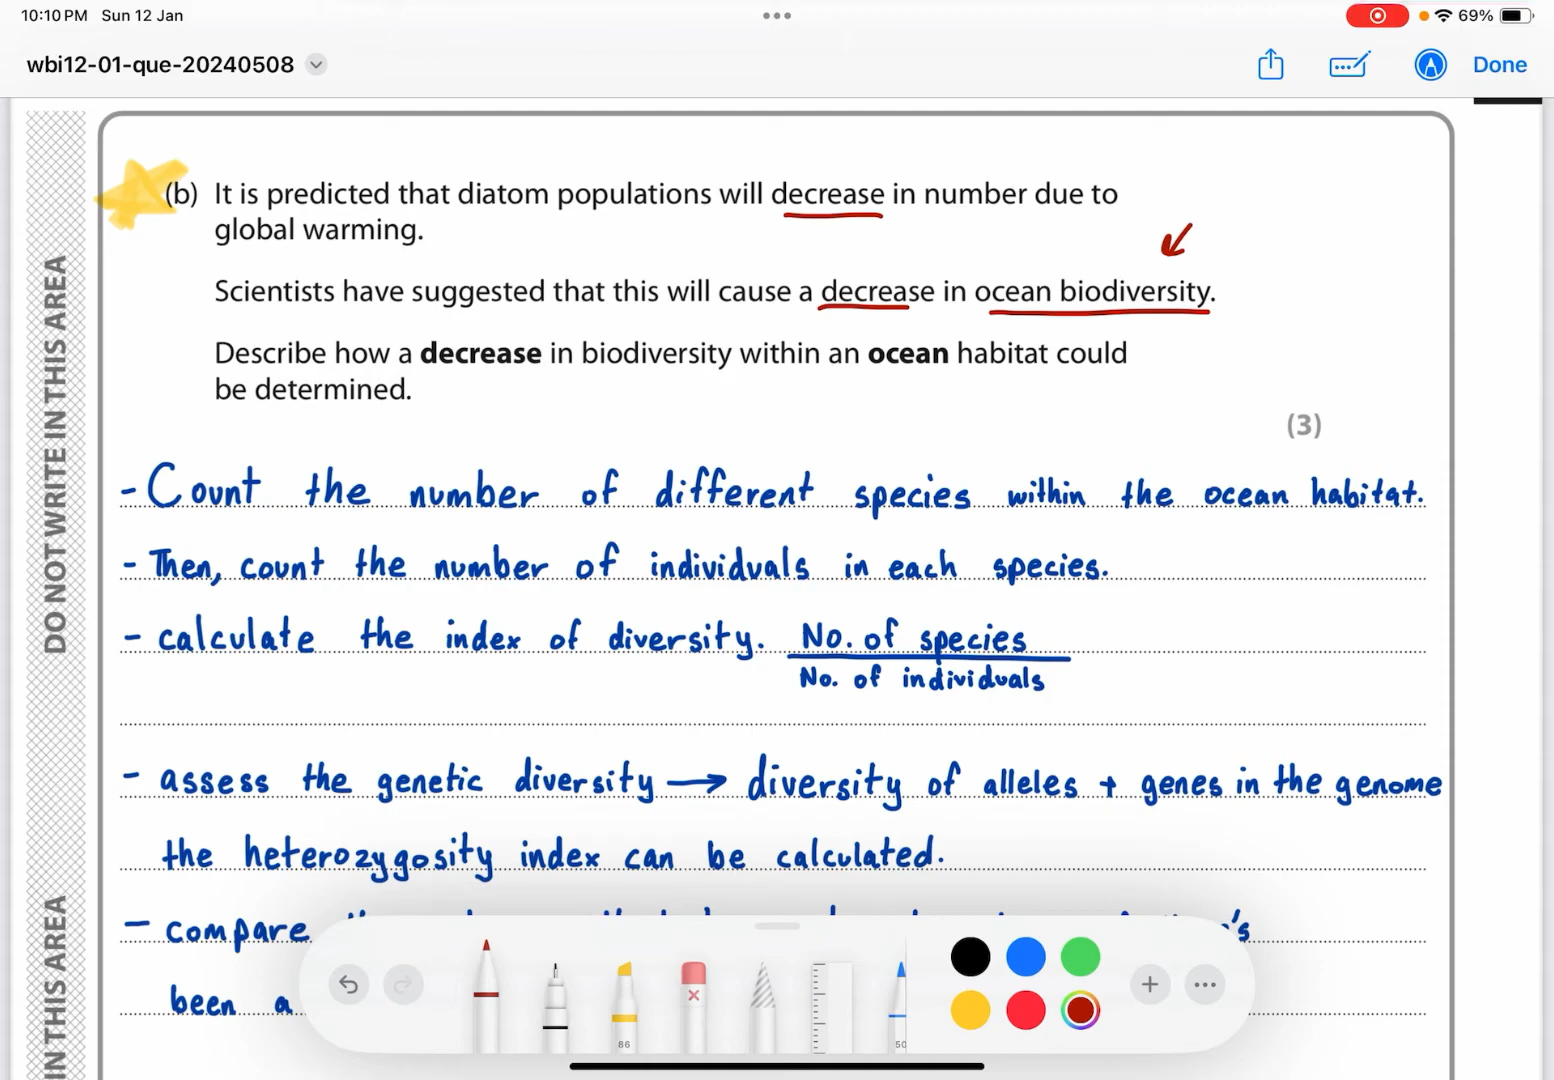 10:10 PM Sun 12 Jan
69%
wbi12-01-que-20240508
Done
DO NOT WRITE IN THIS AREA
(b) It is predicted that diatom populations will decrease in number due to
global warming.
Scientists have suggested that this will cause a decrease in ocean biodiversity.
Describe how a decrease in biodiversity within an ocean habitat could
be determined.
(3)
- Count the number of different species within the ocean habitat.
- Then, count the number of individuals in each species.
- calculate the index of diversity. No. of species
No. of individuals
- assess the genetic diversity → diversity of alleles + genes in the genome
the heterozygosity index can be calculated.
- compare
been a
IN THIS AREA
86
50